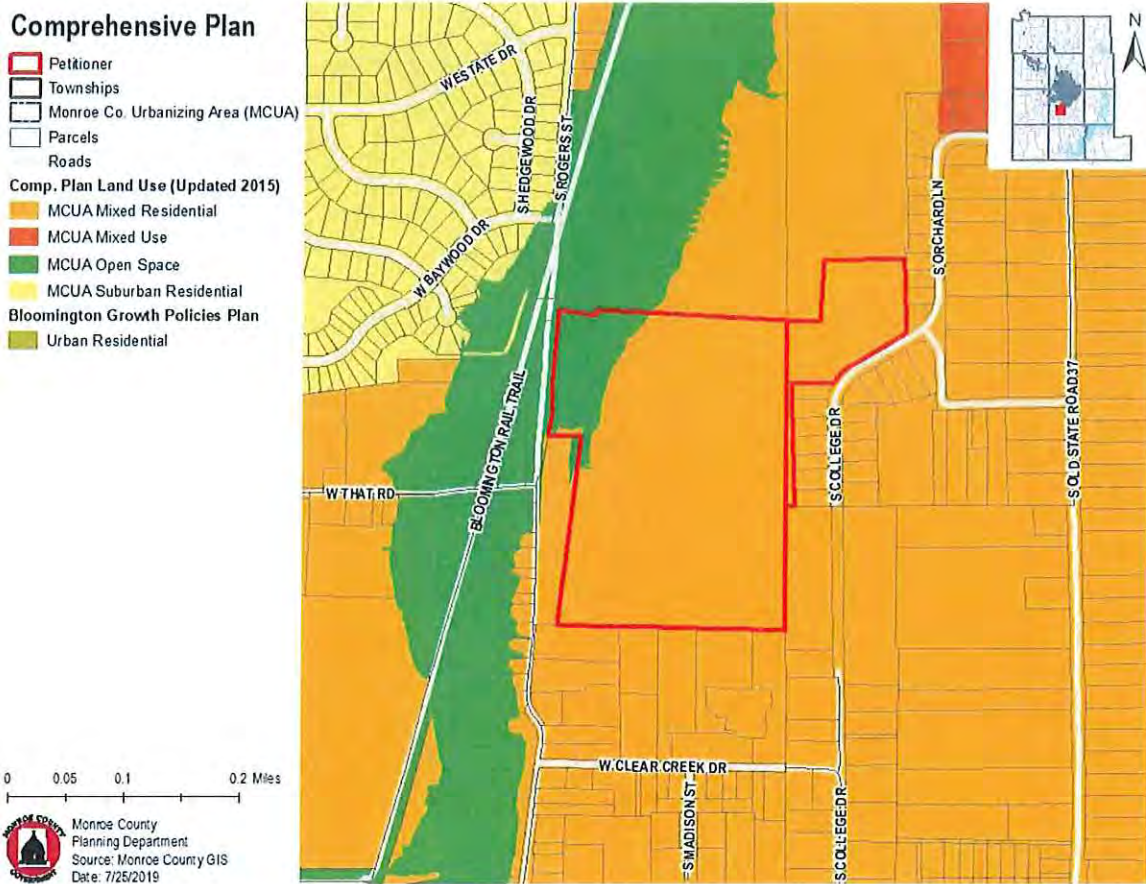 Comprehensive Plan
Petitioner
Townships
Monroe Co. Urbanizing Area (MCUA)
Parcels
Roads
Comp. Plan Land Use (Updated 2015)
MCUA Mixed Residential
MCUA Mixed Use
MCUA Open Space
MCUA Suburban Residential
Bloomington Growth Policies Plan
Urban Residential
0 0.05 0.1 0.2 Miles
MONROE COUNTY
GOVERNMENT
Monroe County
Planning Department
Source: Monroe County GIS
Date: 7/25/2019
N
W ESTATE DR
S HEDGEWOOD DR
S ROGERS ST
W BAYWOOD DR
S ORCHARD LN
BLOOMINGTON RAIL TRAIL
S COLLEGE DR
S OLD STATE ROAD 37
W THAT RD
W CLEAR CREEK DR
S MADISON ST
S COLLEGE DR